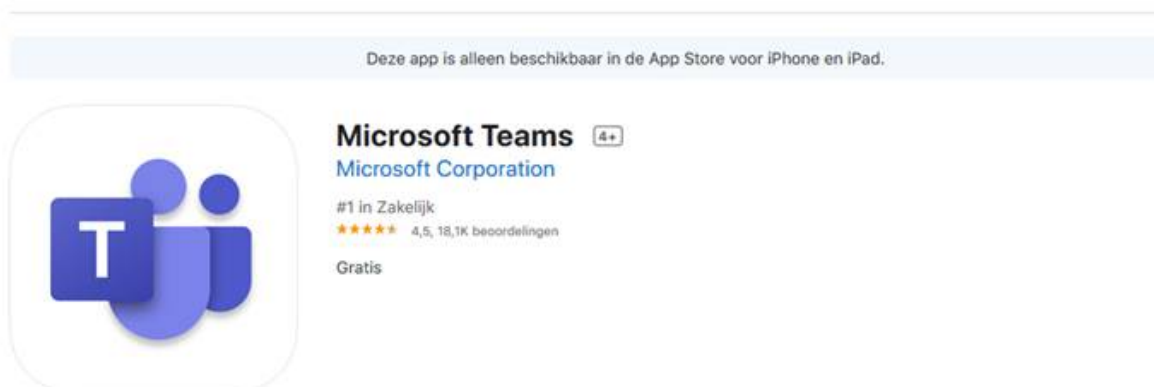 Deze app is alleen beschikbaar in de App Store voor iPhone en iPad.
Microsoft Teams 4+
Microsoft Corporation
#1 in Zakelijk
4,5, 18,1K beoordelingen
Gratis
T